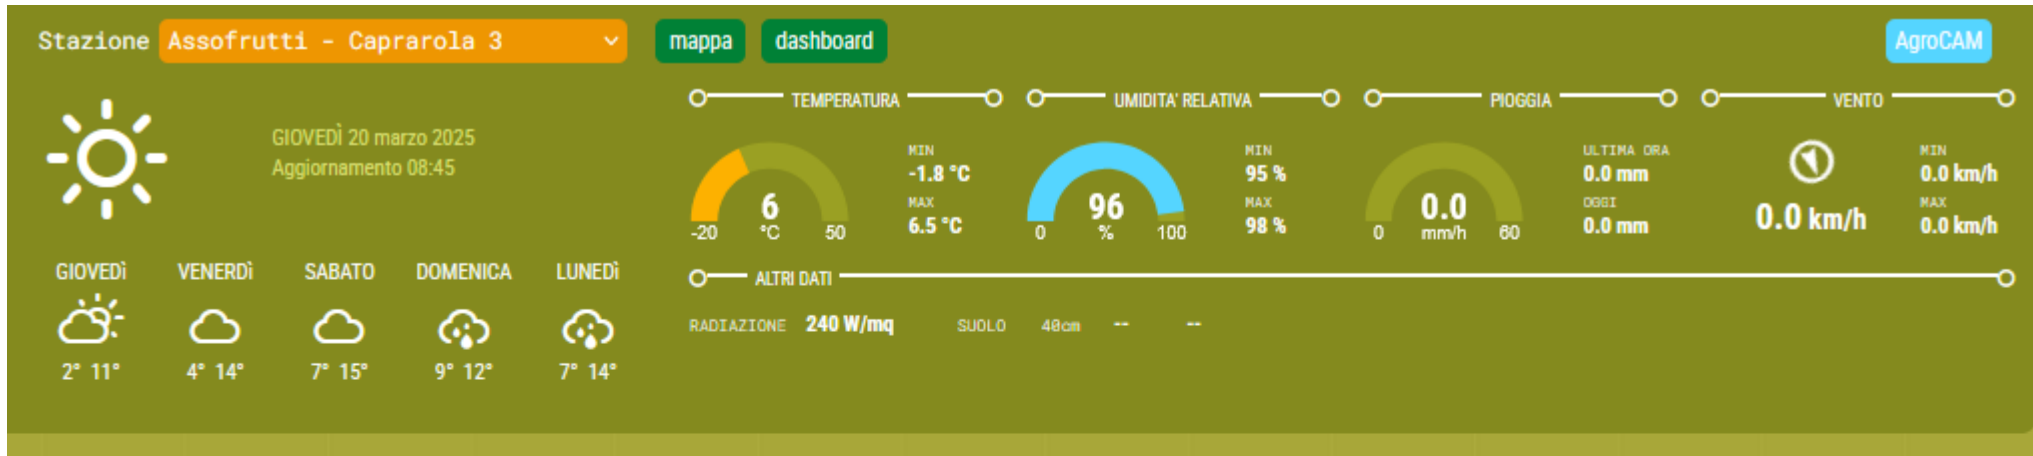 Stazione Assofrutti - Caprarola 3 mappa dashboard AgroCAM
GIOVEDÌ 20 marzo 2025
Aggiornamento 08:45
GIOVEDì VENERDì SABATO DOMENICA LUNEDì
2° 11° 4° 14° 7° 15° 9° 12° 7° 14°
TEMPERATURA
6
°C
-20 50
MIN
-1.8 °C
MAX
6.5 °C
UMIDITA' RELATIVA
96
%
0 100
MIN
95 %
MAX
98 %
PIOGGIA
0.0
mm/h
0 60
ULTIMA ORA
0.0 mm
OGGI
0.0 mm
VENTO
0.0 km/h
MIN
0.0 km/h
MAX
0.0 km/h
ALTRI DATI
RADIAZIONE 240 W/mq SUOLO 40cm -- --